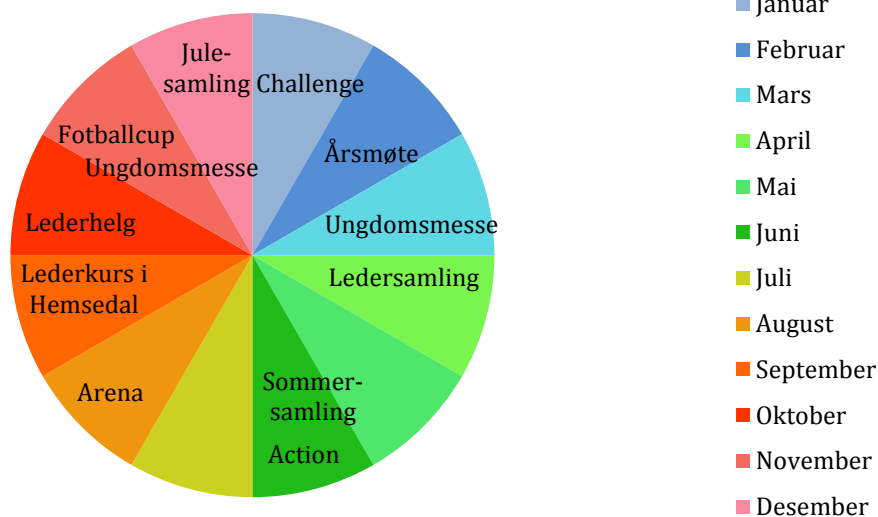 Jule-
samling
Challenge
Fotballcup
Ungdomsmesse
Årsmøte
Lederhelg
Ungdomsmesse
Lederkurs i
Hemsedal
Ledersamling
Arena
Sommer-
samling
Action
Januar
Februar
Mars
April
Mai
Juni
Juli
August
September
Oktober
November
Desember